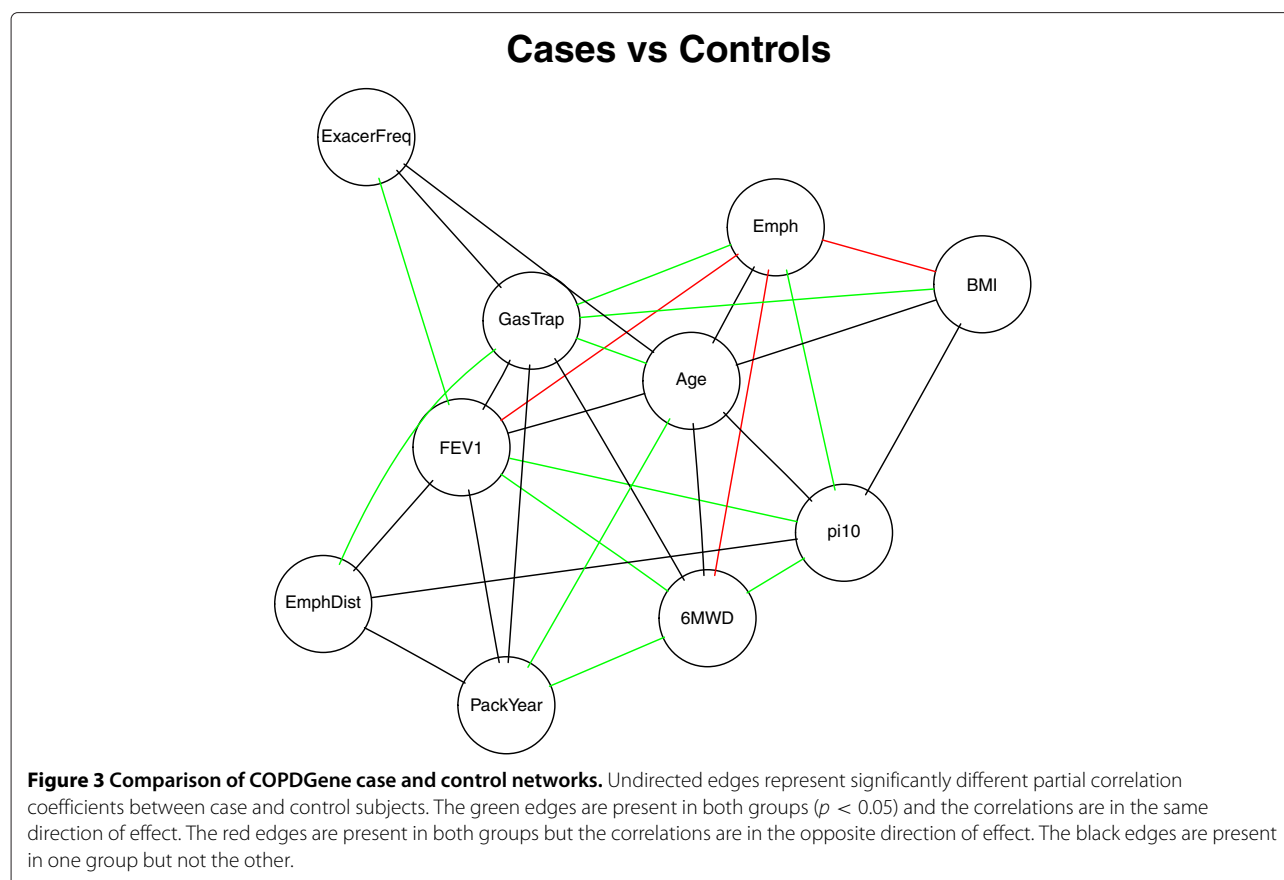 Cases vs Controls
ExacerFreq
Emph
BMI
GasTrap
Age
FEV1
pi10
EmphDist
6MWD
PackYear
Figure 3 Comparison of COPDGene case and control networks. Undirected edges represent significantly different partial correlation
coefficients between case and control subjects. The green edges are present in both groups (p < 0.05) and the correlations are in the same
direction of effect. The red edges are present in both groups but the correlations are in the opposite direction of effect. The black edges are present
in one group but not the other.